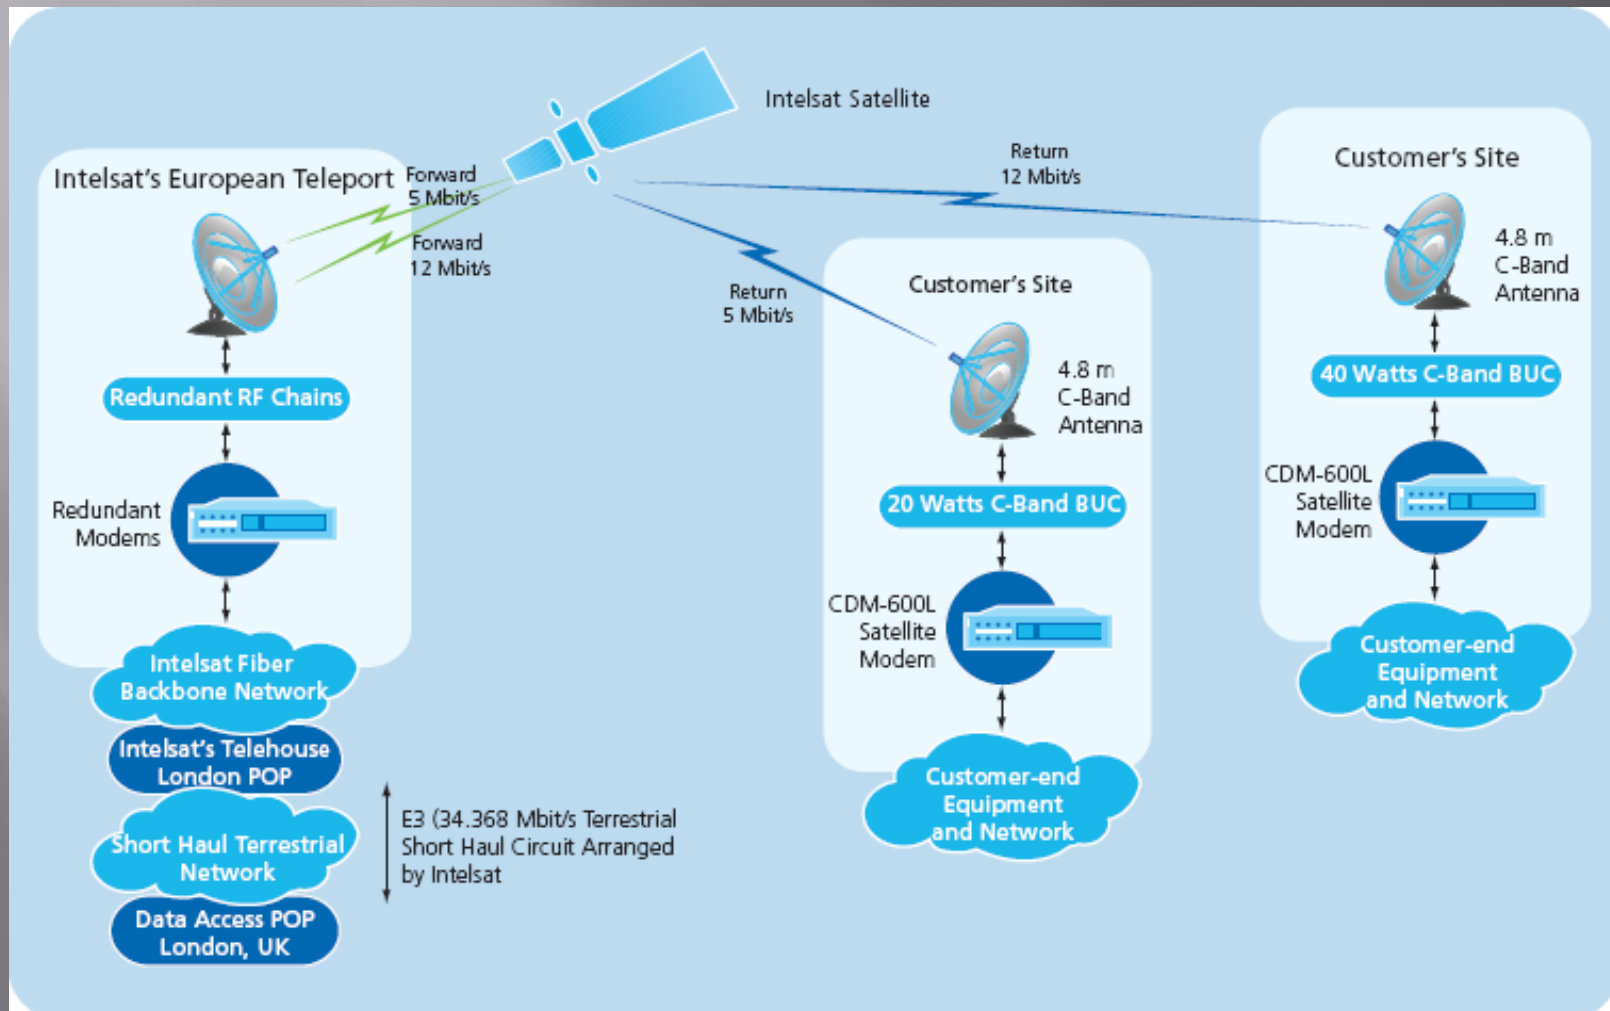 Intelsat Satellite
Intelsat's European Teleport
Forward
5 Mbit/s
Forward
12 Mbit/s
Redundant RF Chains
Redundant
Modems
Intelsat Fiber
Backbone Network
Intelsat's Telehouse
London POP
Short Haul Terrestrial
Network
Data Access POP
London, UK
E3 (34.368 Mbit/s Terrestrial
Short Haul Circuit Arranged
by Intelsat
Return
12 Mbit/s
Return
5 Mbit/s
Customer's Site
4.8 m
C-Band
Antenna
20 Watts C-Band BUC
CDM-600L
Satellite
Modem
Customer-end
Equipment
and Network
Customer's Site
4.8 m
C-Band
Antenna
40 Watts C-Band BUC
CDM-600L
Satellite
Modem
Customer-end
Equipment
and Network